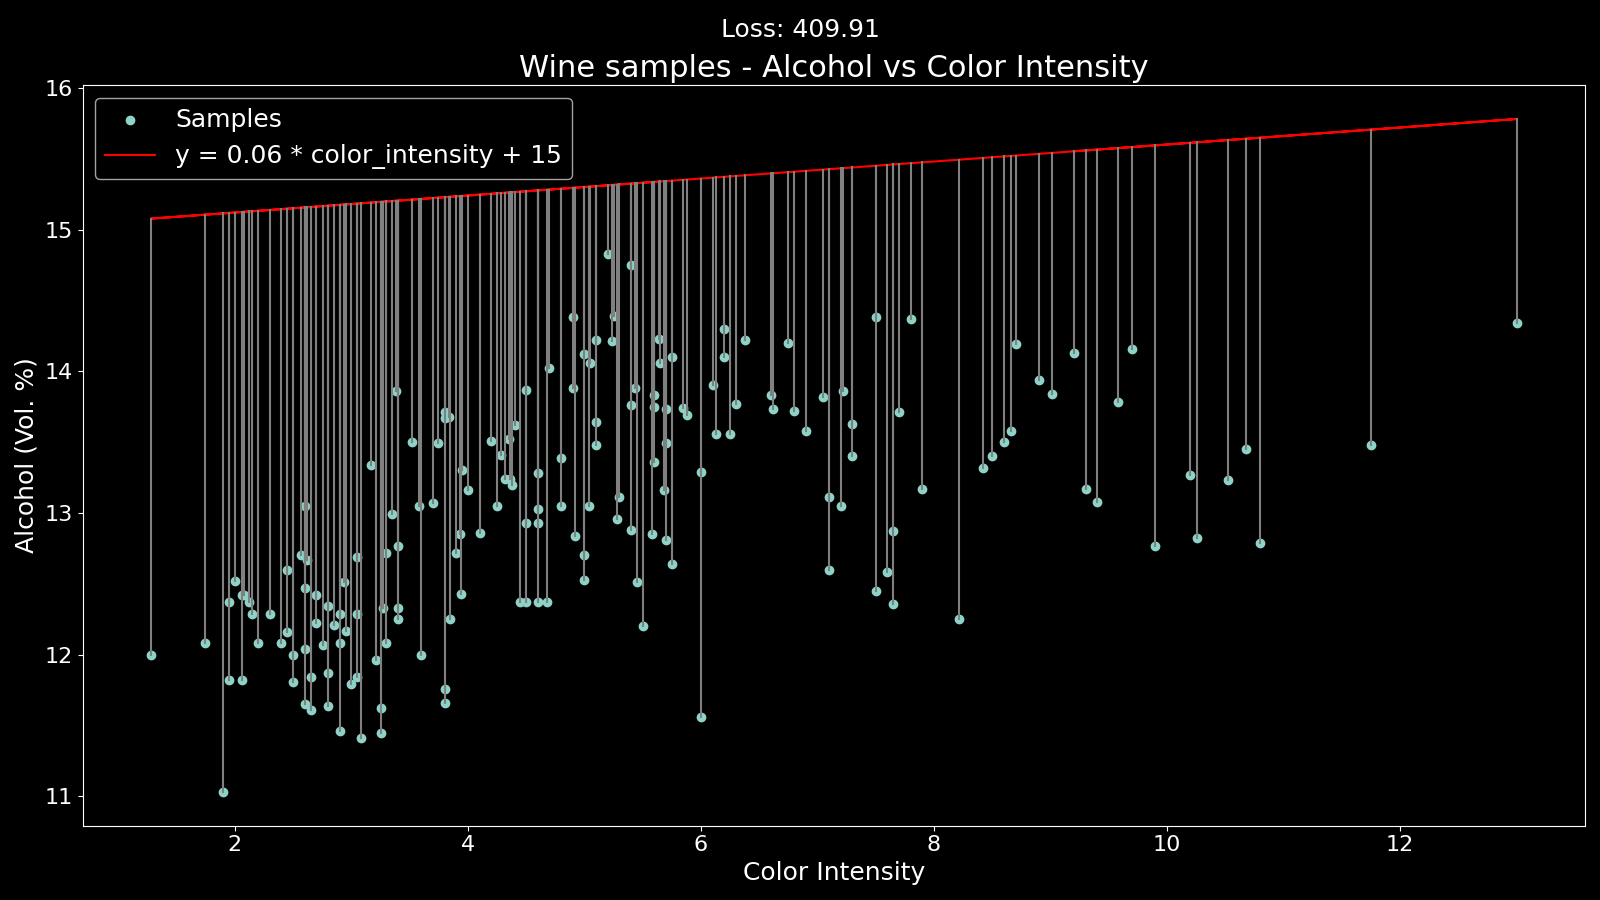 Loss: 409.91
Wine samples - Alcohol vs Color Intensity
Samples
y = 0.06 * color_intensity + 15
Alcohol (Vol. %)
16
15
14
13
12
11
2 4 6 8 10 12
Color Intensity